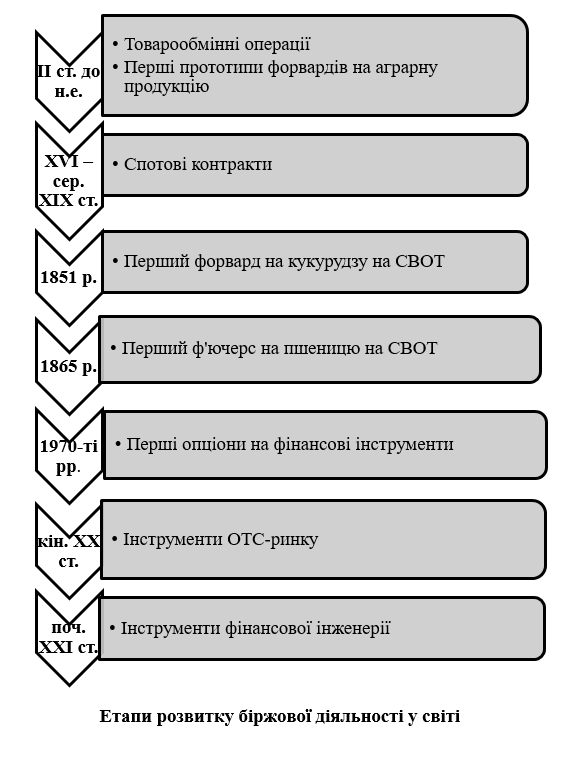 ІІ ст. до
н.е.
• Товарообмінні операції
• Перші прототипи форвардів на аграрну
продукцію
XVI –
сер.
XIX ст.
• Спотові контракти
1851 р.
• Перший форвард на кукурудзу на СВОТ
1865 р.
• Перший ф'ючерс на пшеницю на СВОТ
1970-ті
рр.
• Перші опціони на фінансові інструменти
кін. ХХ
ст.
• Інструменти ОТС-ринку
поч.
ХХІ ст.
• Інструменти фінансової інженерії
Етапи розвитку біржової діяльності у світі